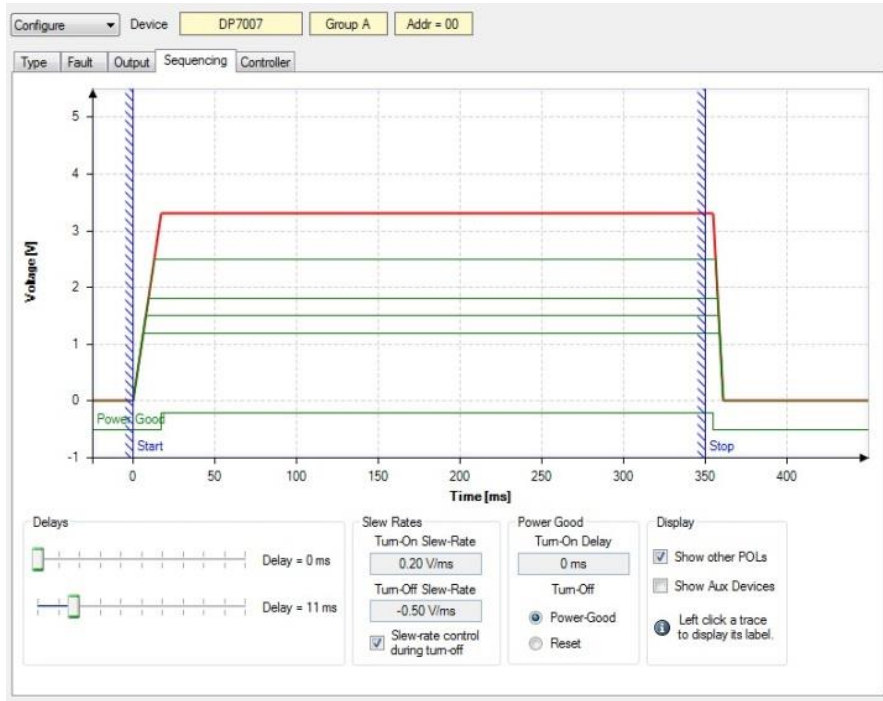 Configure Device DP7007 Group A Addr = 00
Type Fault Output Sequencing Controller
5
4
3
2
1
0
-1
Voltage [V]
Power Good
Start
Stop
0 50 100 150 200 250 300 350 400
Time [ms]
Delays
Delay = 0 ms
Delay = 11 ms
Slew Rates
Turn-On Slew-Rate
0.20 V/ms
Turn-Off Slew-Rate
-0.50 V/ms
Slew-rate control
during turn-off
Power Good
Turn-On Delay
0 ms
Turn-Off
Power-Good
Reset
Display
Show other POLs
Show Aux Devices
Left click a trace
to display its label.